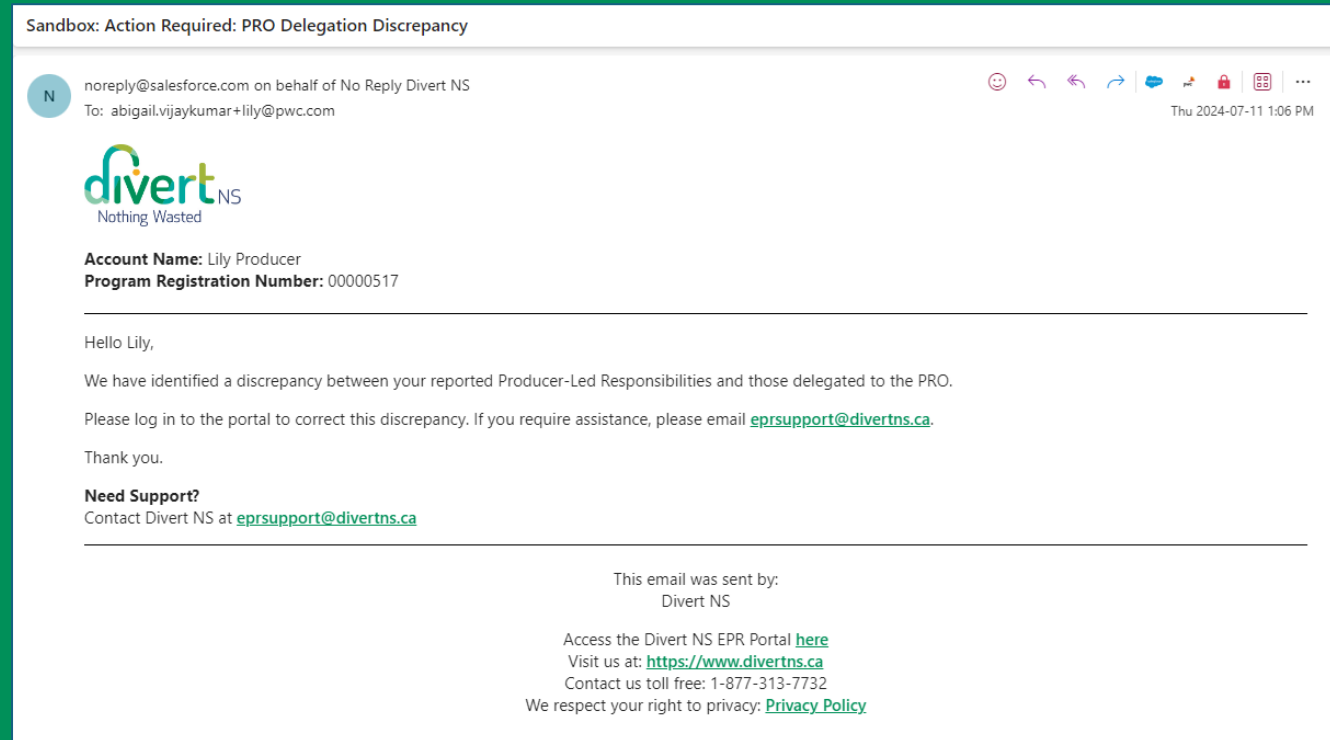 Sandbox: Action Required: PRO Delegation Discrepancy
N
noreply@salesforce.com on behalf of No Reply Divert NS
To: abigail.vijaykumar+lily@pwc.com
Thu 2024-07-11 1:06 PM
divert NS
Nothing Wasted
Account Name: Lily Producer
Program Registration Number: 00000517
Hello Lily,
We have identified a discrepancy between your reported Producer-Led Responsibilities and those delegated to the PRO.
Please log in to the portal to correct this discrepancy. If you require assistance, please email eprsupport@divertns.ca.
Thank you.
Need Support?
Contact Divert NS at eprsupport@divertns.ca
This email was sent by:
Divert NS
Access the Divert NS EPR Portal here
Visit us at: https://www.divertns.ca
Contact us toll free: 1-877-313-7732
We respect your right to privacy: Privacy Policy